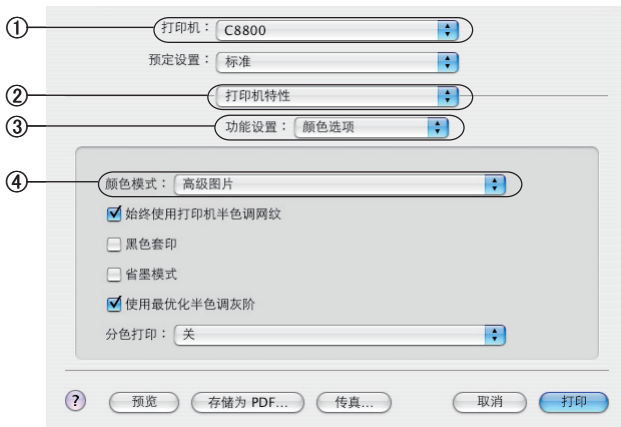 ① 打印机： C8800
预定设置： 标准
② 打印机特性
③ 功能设置： 颜色选项
④ 颜色模式： 高级图片
始终使用打印机半色调网纹
黑色套印
省墨模式
使用最优化半色调灰阶
分色打印： 关
? 预览 存储为 PDF... 传真... 取消 打印